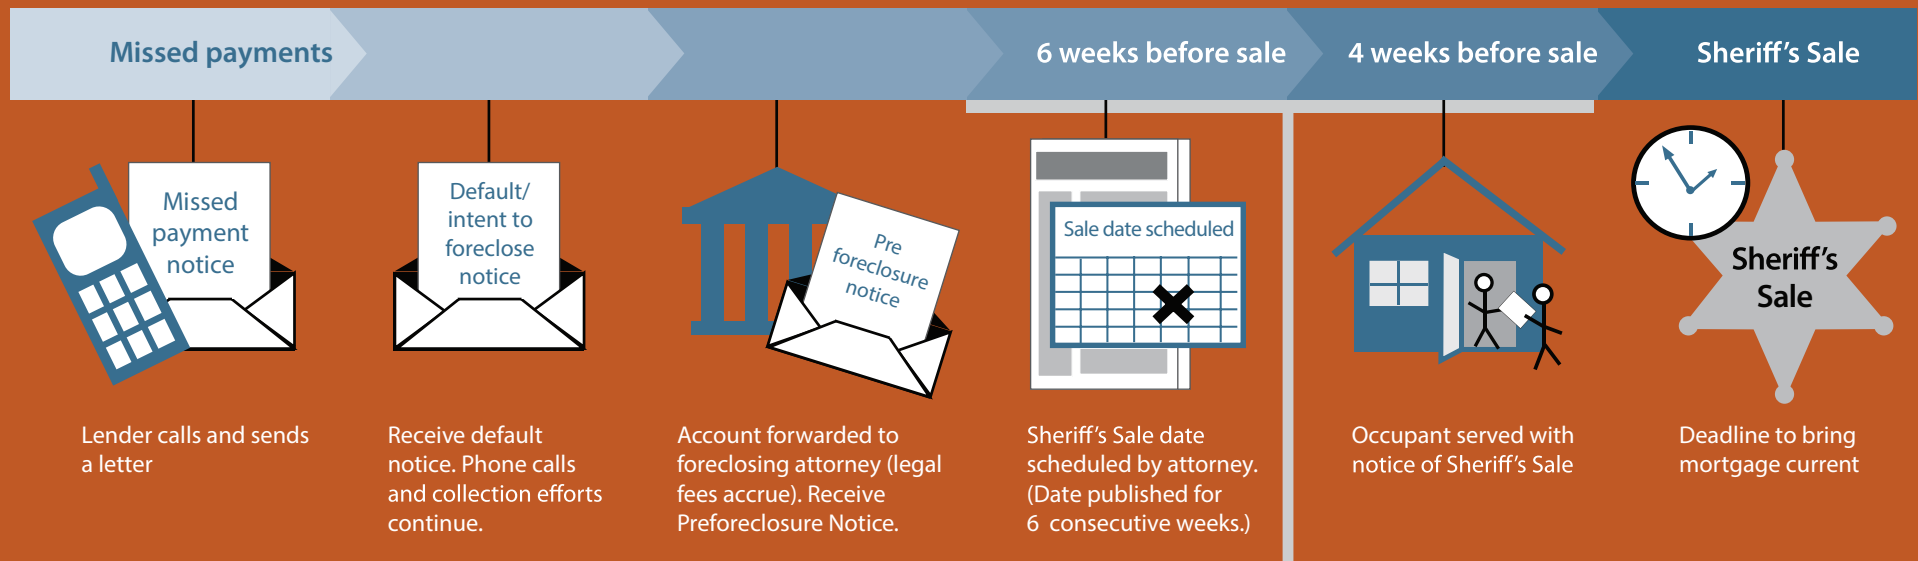 Missed payments
6 weeks before sale
4 weeks before sale
Sheriff's Sale
Missed
payment
notice
Default/
intent to
foreclose
notice
Pre
foreclosure
notice
Sale date scheduled
Sheriff's
Sale
Lender calls and sends
a letter
Receive default
notice. Phone calls
and collection efforts
continue.
Account forwarded to
foreclosing attorney (legal
fees accrue). Receive
Preforeclosure Notice.
Sheriff's Sale date
scheduled by attorney.
(Date published for
6 consecutive weeks.)
Occupant served with
notice of Sheriff's Sale
Deadline to bring
mortgage current